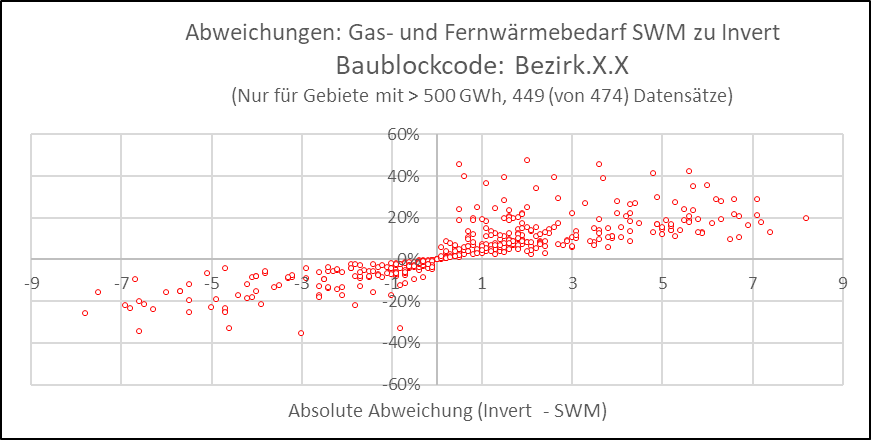 Abweichungen: Gas- und Fernwärmebedarf SWM zu Invert
Baublockcode: Bezirk.X.X
(Nur für Gebiete mit > 500 GWh, 449 (von 474) Datensätze)
60%
40%
20%
0%
-9 -7 -5 -3 -1 1 3 5 7 9
-20%
-40%
-60%
Absolute Abweichung (Invert - SWM)